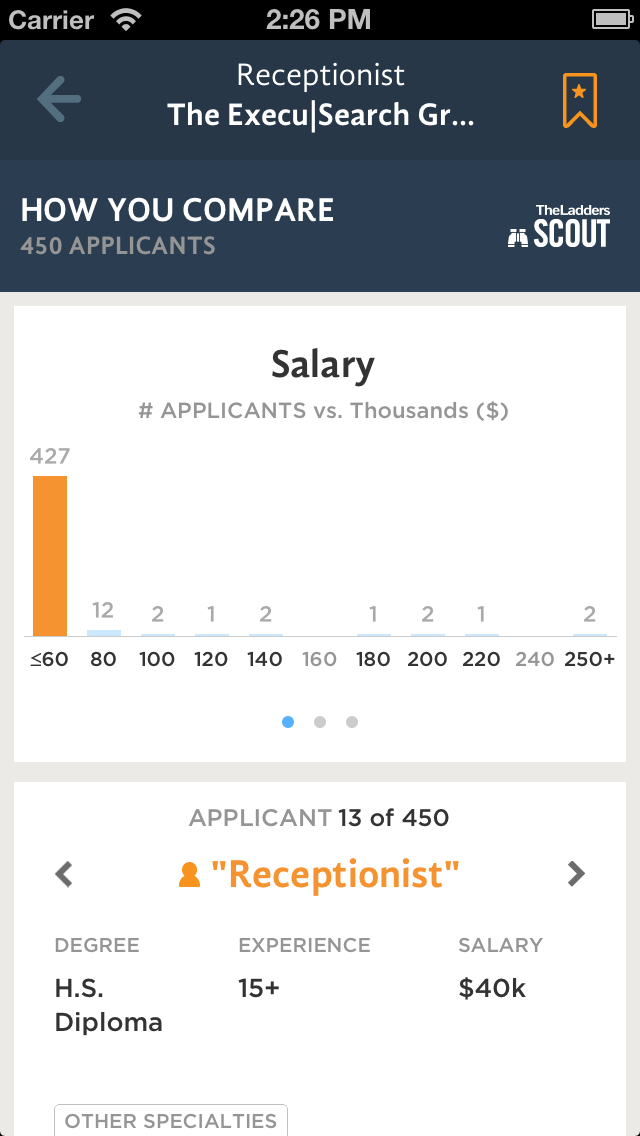 Carrier 2:26 PM
Receptionist
The Execu|Search Gr...
HOW YOU COMPARE
450 APPLICANTS
TheLadders
SCOUT
Salary
# APPLICANTS vs. Thousands ($)
427
12 2 1 2 1 2 1 2
≤60 80 100 120 140 160 180 200 220 240 250+
APPLICANT 13 of 450
"Receptionist"
DEGREE EXPERIENCE SALARY
H.S. 15+ $40k
Diploma
OTHER SPECIALTIES